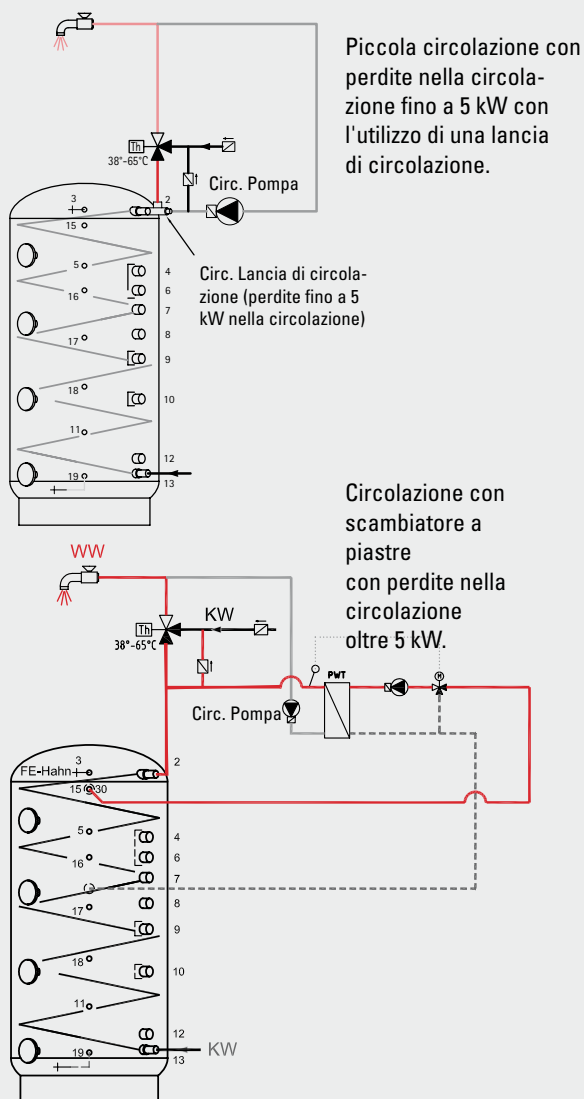 Piccola circolazione con
perdite nella circola-
zione fino a 5 kW con
l'utilizzo di una lancia
di circolazione.
Th
38°-65°C
Circ. Pompa
3
2
15
Circ. Lancia di circola-
zione (perdite fino a 5
kW nella circolazione)
5
4
16
6
7
17
8
9
18
10
11
12
19
13
Circolazione con
scambiatore a
piastre
con perdite nella
circolazione
oltre 5 kW.
WW
KW
Th
38°-65°C
PWT
M
Circ. Pompa
3
2
FE-Hahn
15 30
5
4
16
6
7
17
8
9
18
10
11
12
19
KW
13